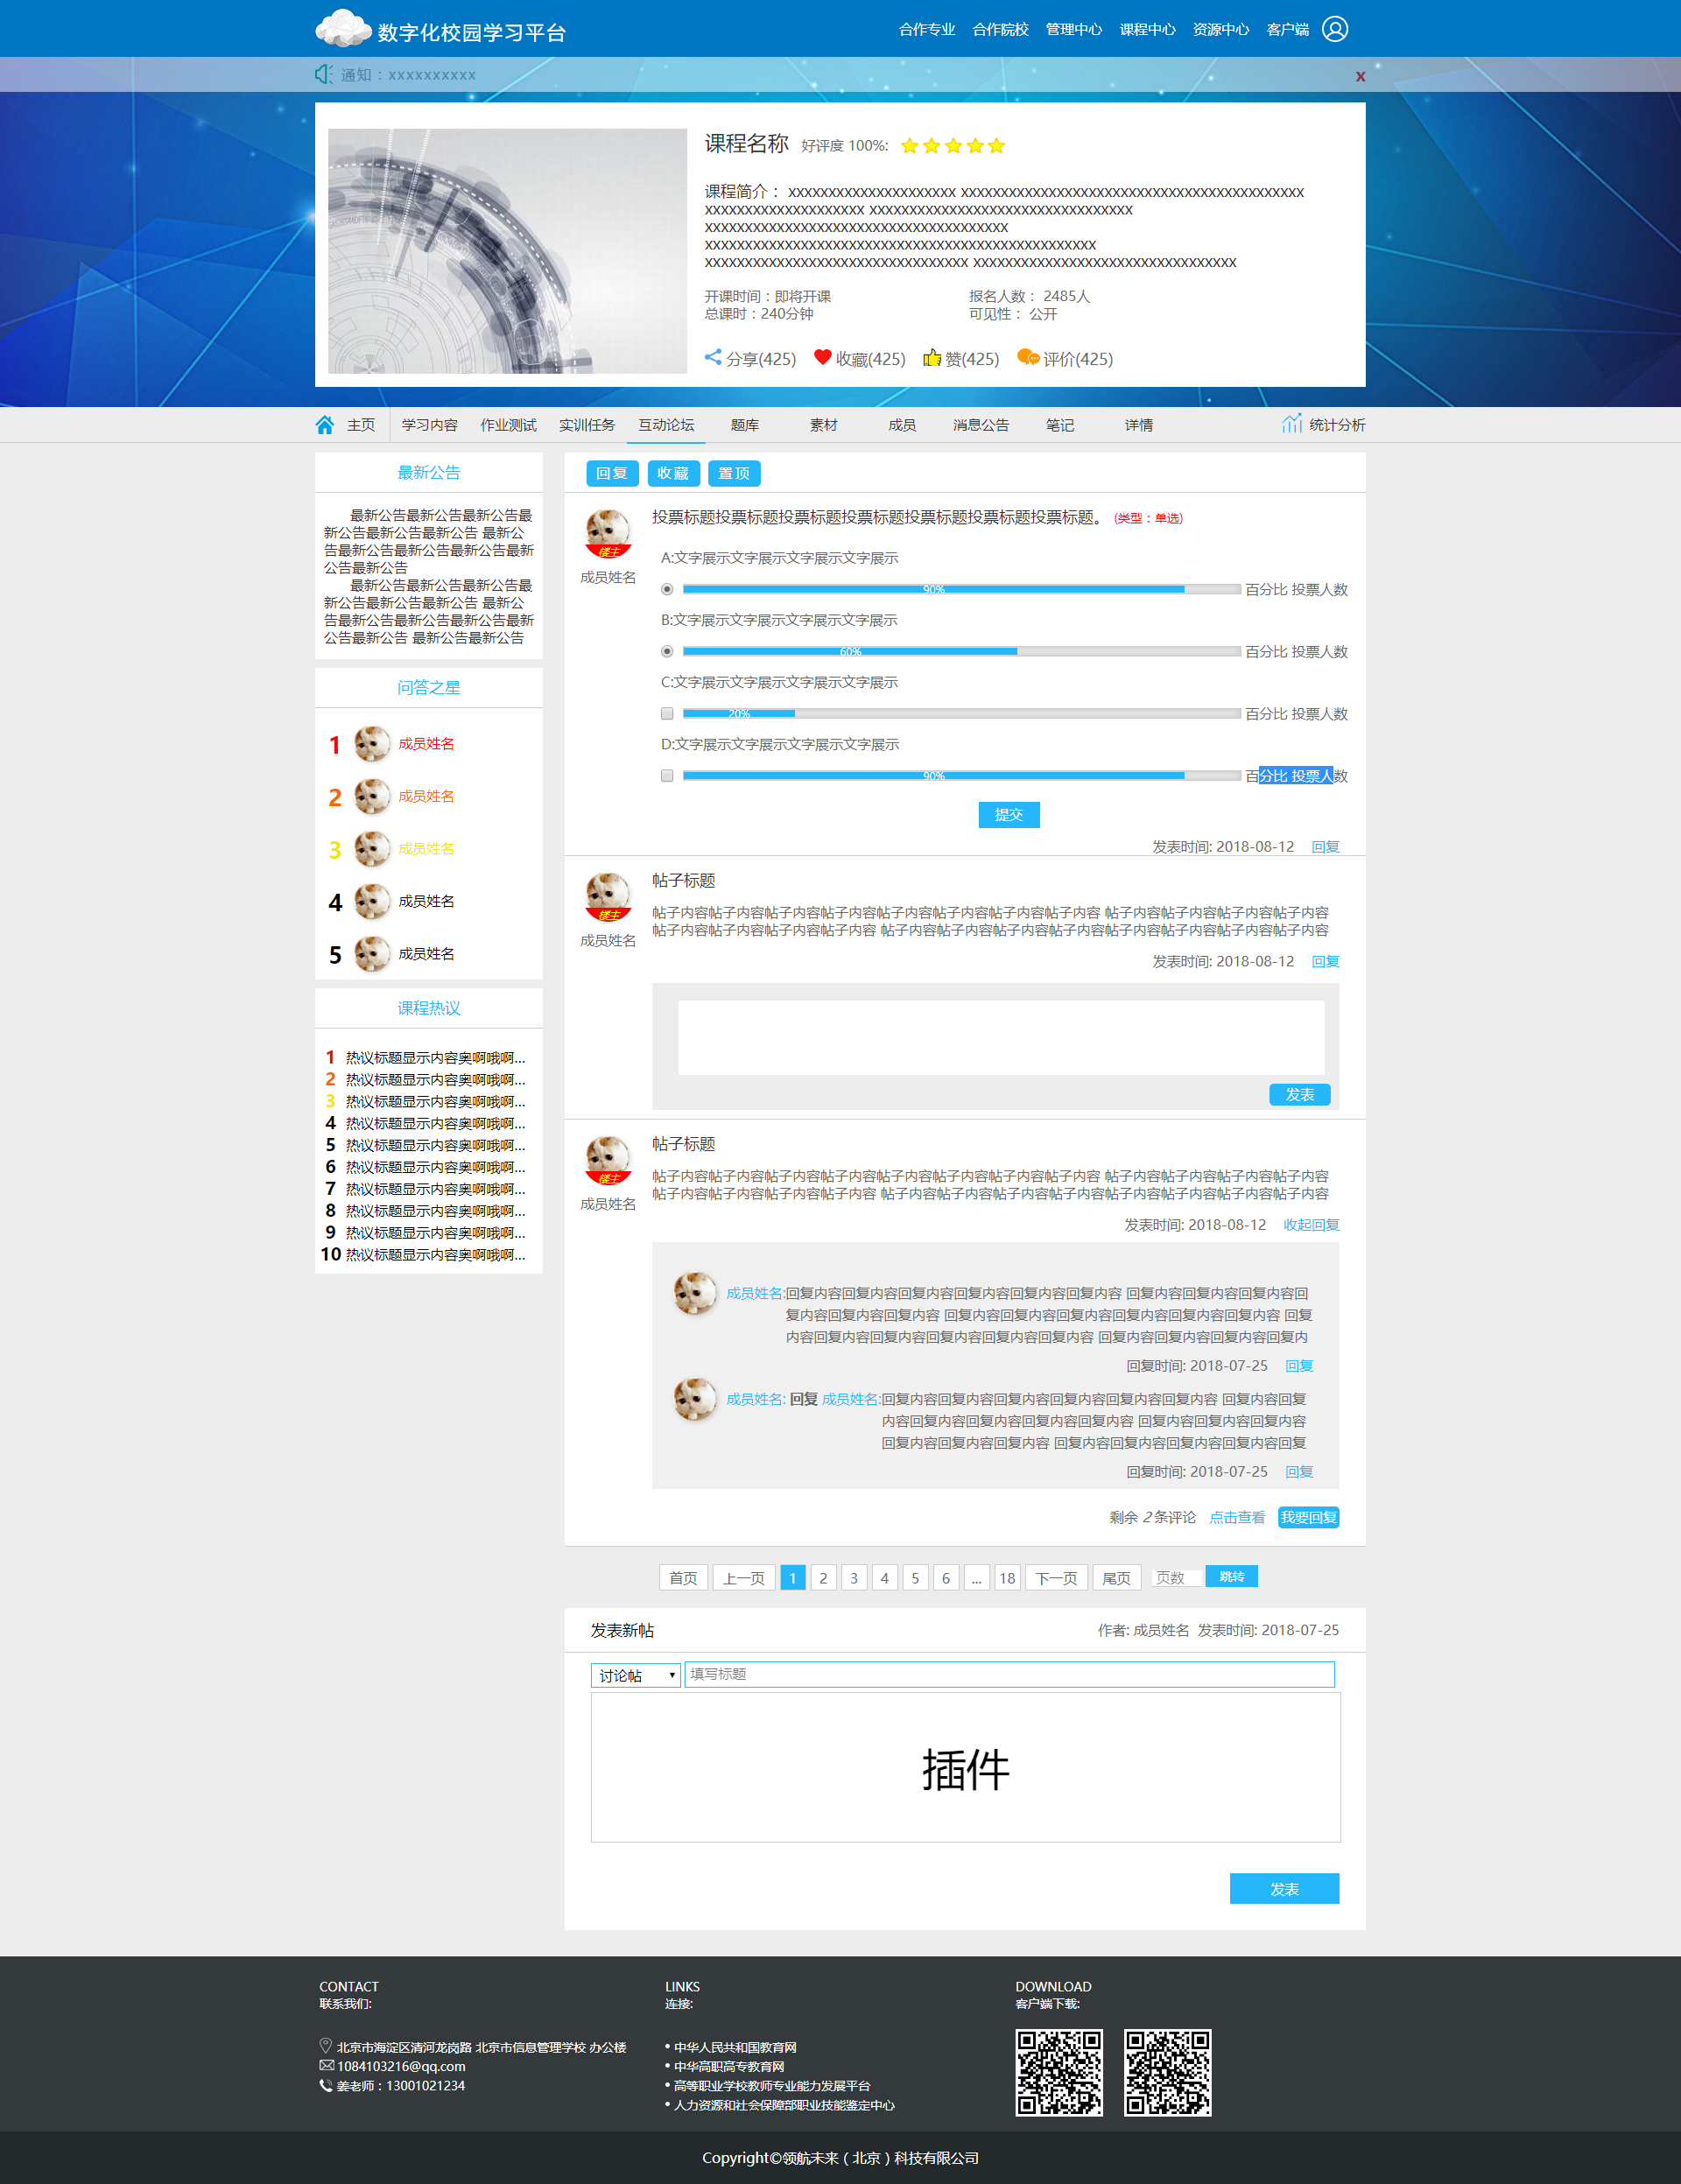 数字化校园学习平台
合作专业 合作院校 管理中心 课程中心 资源中心 客户端
通知：xxxxxxxxxx
x
课程名称 好评度 100%:
开课时间：即将开课 报名人数： 2485人
总课时：240分钟 可见性： 公开
分享(425) 收藏(425) 赞(425) 评价(425)
主页 学习内容 作业测试 实训任务 互动论坛 题库 素材 成员 消息公告 笔记 详情 统计分析
最新公告
最新公告最新公告最新公告最
新公告最新公告最新公告 最新公
告最新公告最新公告最新公告最新
公告最新公告
最新公告最新公告最新公告最
新公告最新公告最新公告 最新公
告最新公告最新公告最新公告最新
公告最新公告 最新公告最新公告
问答之星
1 成员姓名
2 成员姓名
3 成员姓名
4 成员姓名
5 成员姓名
课程热议
1 热议标题显示内容奥啊哦啊...
2 热议标题显示内容奥啊哦啊...
3 热议标题显示内容奥啊哦啊...
4 热议标题显示内容奥啊哦啊...
5 热议标题显示内容奥啊哦啊...
6 热议标题显示内容奥啊哦啊...
7 热议标题显示内容奥啊哦啊...
8 热议标题显示内容奥啊哦啊...
9 热议标题显示内容奥啊哦啊...
10 热议标题显示内容奥啊哦啊...
回复 收藏 置顶
楼主
成员姓名
投票标题投票标题投票标题投票标题投票标题投票标题投票标题。 (类型：单选)
A:文字展示文字展示文字展示文字展示
90% 百分比 投票人数
B:文字展示文字展示文字展示文字展示
60% 百分比 投票人数
C:文字展示文字展示文字展示文字展示
20% 百分比 投票人数
D:文字展示文字展示文字展示文字展示
90% 百分比 投票人数
提交
发表时间: 2018-08-12 回复
楼主
成员姓名
帖子标题
帖子内容帖子内容帖子内容帖子内容帖子内容帖子内容帖子内容帖子内容 帖子内容帖子内容帖子内容帖子内容
帖子内容帖子内容帖子内容帖子内容 帖子内容帖子内容帖子内容帖子内容帖子内容帖子内容帖子内容帖子内容
发表时间: 2018-08-12 回复
发表
楼主
成员姓名
帖子标题
帖子内容帖子内容帖子内容帖子内容帖子内容帖子内容帖子内容帖子内容 帖子内容帖子内容帖子内容帖子内容
帖子内容帖子内容帖子内容帖子内容 帖子内容帖子内容帖子内容帖子内容帖子内容帖子内容帖子内容帖子内容
发表时间: 2018-08-12 收起回复
成员姓名:回复内容回复内容回复内容回复内容回复内容回复内容 回复内容回复内容回复内容回
复内容回复内容回复内容 回复内容回复内容回复内容回复内容回复内容回复内容 回复
内容回复内容回复内容回复内容回复内容回复内容 回复内容回复内容回复内容回复内
回复时间: 2018-07-25 回复
成员姓名: 回复 成员姓名:回复内容回复内容回复内容回复内容回复内容回复内容 回复内容回复
内容回复内容回复内容回复内容回复内容 回复内容回复内容回复内容
回复内容回复内容回复内容 回复内容回复内容回复内容回复内容回复
回复时间: 2018-07-25 回复
剩余 2条评论 点击查看 我要回复
首页 上一页 1 2 3 4 5 6 ... 18 下一页 尾页 页数 跳转
发表新帖 作者: 成员姓名 发表时间: 2018-07-25
讨论帖 填写标题
插件
发表
CONTACT
联系我们:
北京市海淀区清河龙岗路 北京市信息管理学校 办公楼
1084103216@qq.com
姜老师：13001021234
LINKS
连接:
• 中华人民共和国教育网
• 中华高职高专教育网
• 高等职业学校教师专业能力发展平台
• 人力资源和社会保障部职业技能鉴定中心
DOWNLOAD
客户端下载:
Copyright©领航未来（北京）科技有限公司